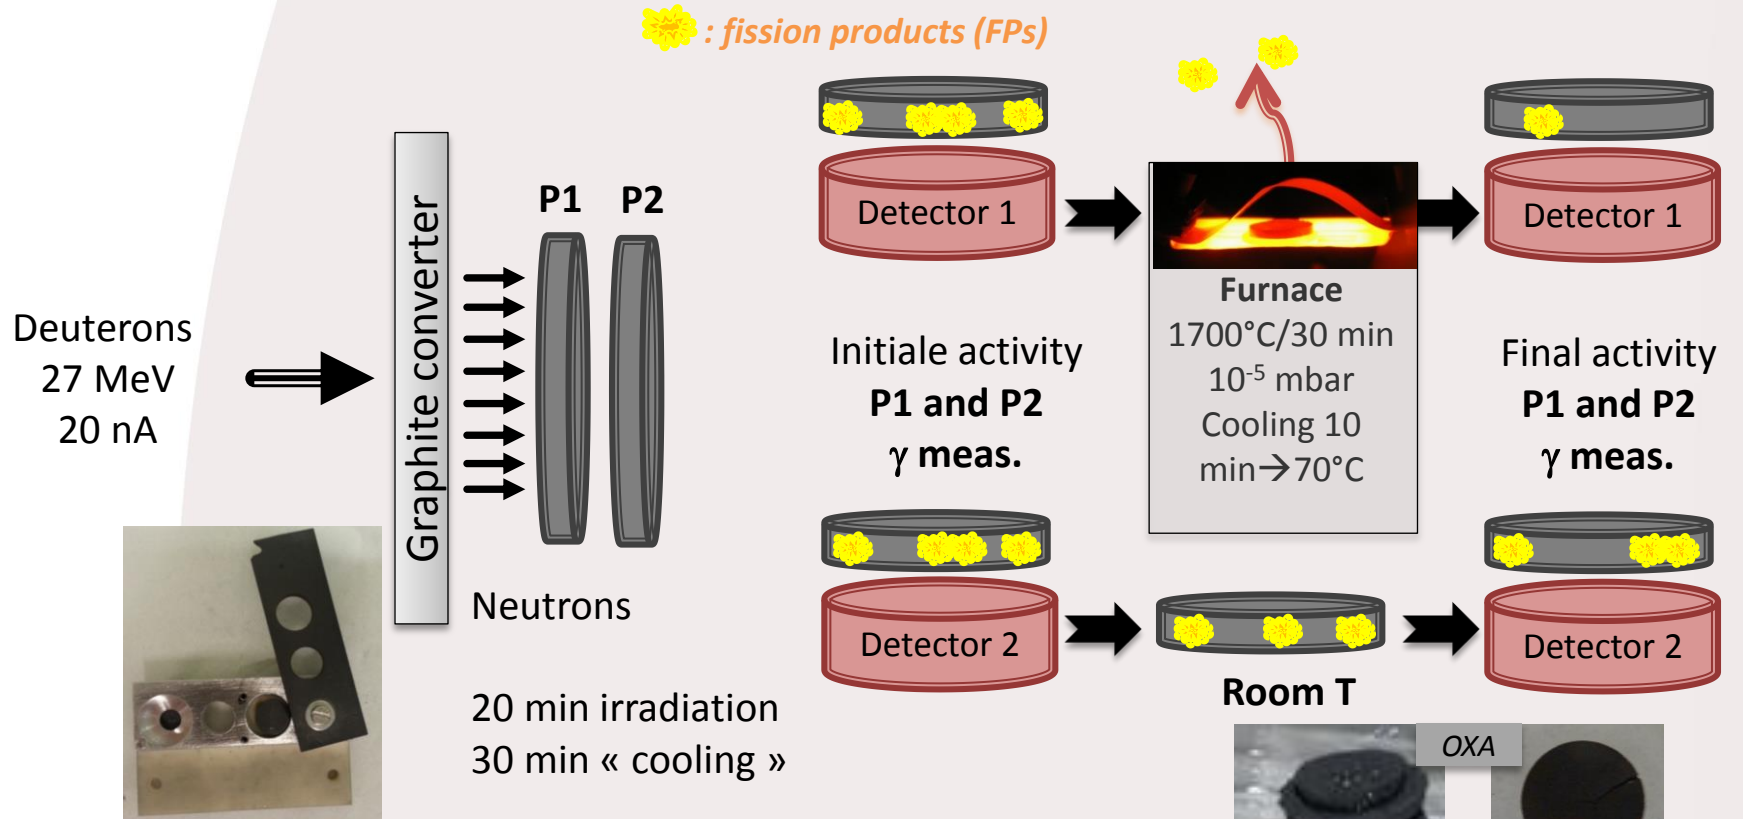 : fission products (FPs)
Deuterons
27 MeV
20 nA
Graphite converter
P1
P2
Neutrons
20 min irradiation
30 min « cooling »
Detector 1
Initiale activity
P1 and P2
γ meas.
Detector 2
Furnace
1700°C/30 min
10⁻⁵ mbar
Cooling 10
min→70°C
Room T
Detector 1
Final activity
P1 and P2
γ meas.
Detector 2
OXA